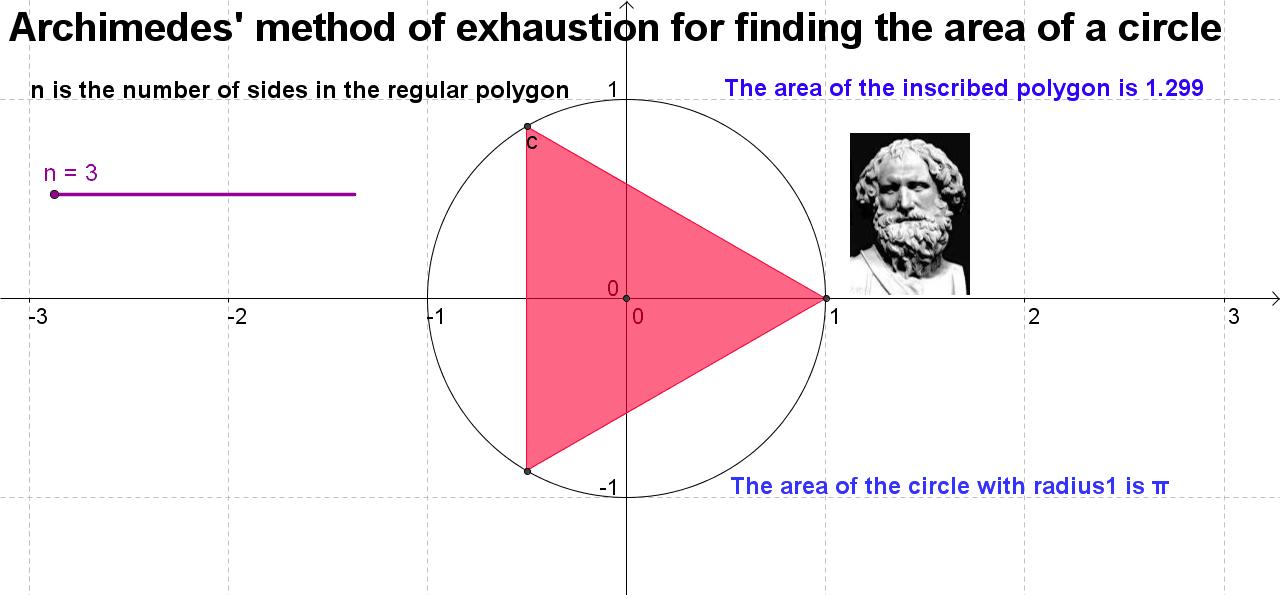 Archimedes' method of exhaustion for finding the area of a circle
n is the number of sides in the regular polygon
1
The area of the inscribed polygon is 1.299
c
n = 3
0
-3
-2
-1
0
1
2
3
-1
The area of the circle with radius1 is π